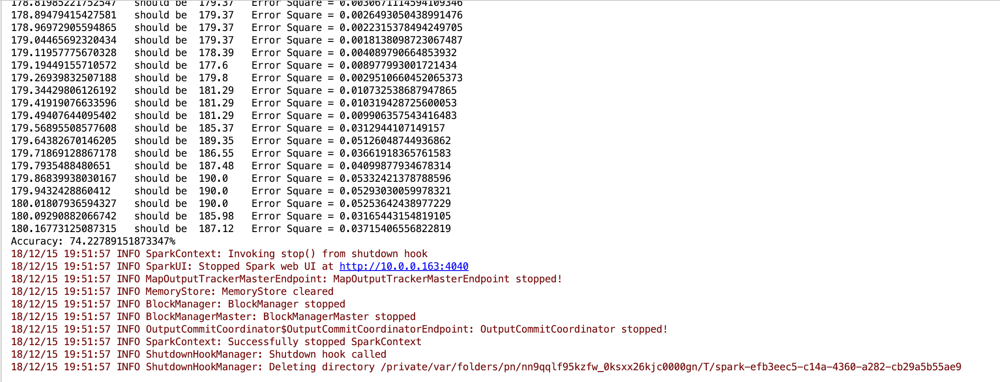 178.81985221752547   should be  179.37   Error Square = 0.0030671114594109346
178.89479415427581   should be  179.37   Error Square = 0.0026493050438991476
178.96972905594865   should be  179.37   Error Square = 0.0022315378494249705
179.04465692320434   should be  179.37   Error Square = 0.0018138098723067487
179.11957775670328   should be  178.39   Error Square = 0.004089790664853932
179.19449155710572   should be  177.6    Error Square = 0.008977993001721434
179.26939832507188   should be  179.8    Error Square = 0.0029510660452065373
179.34429806126192   should be  181.29   Error Square = 0.010732538687947865
179.41919076633596   should be  181.29   Error Square = 0.010319428725600053
179.49407644095402   should be  181.29   Error Square = 0.009906357543416483
179.56895508577608   should be  185.37   Error Square = 0.0312944107149157
179.64382670146205   should be  189.35   Error Square = 0.05126048744936862
179.71869128867178   should be  186.55   Error Square = 0.03661918365761583
179.7935488480651    should be  187.48   Error Square = 0.04099877934678314
179.86839938030167   should be  190.0    Error Square = 0.05332421378788596
179.9432428860412    should be  190.0    Error Square = 0.05293030059978321
180.01807936594327   should be  190.0    Error Square = 0.05253642438977229
180.09290882066742   should be  185.98   Error Square = 0.03165443154819105
180.16773125087315   should be  187.12   Error Square = 0.03715406556822819
Accuracy: 74.22789151873347%
18/12/15 19:51:57 INFO SparkContext: Invoking stop() from shutdown hook
18/12/15 19:51:57 INFO SparkUI: Stopped Spark web UI at http://10.0.0.163:4040
18/12/15 19:51:57 INFO MapOutputTrackerMasterEndpoint: MapOutputTrackerMasterEndpoint stopped!
18/12/15 19:51:57 INFO MemoryStore: MemoryStore cleared
18/12/15 19:51:57 INFO BlockManager: BlockManager stopped
18/12/15 19:51:57 INFO BlockManagerMaster: BlockManagerMaster stopped
18/12/15 19:51:57 INFO OutputCommitCoordinator$OutputCommitCoordinatorEndpoint: OutputCommitCoordinator stopped!
18/12/15 19:51:57 INFO SparkContext: Successfully stopped SparkContext
18/12/15 19:51:57 INFO ShutdownHookManager: Shutdown hook called
18/12/15 19:51:57 INFO ShutdownHookManager: Deleting directory /private/var/folders/pn/nn9qqlf95kzfw_0ksxx26kjc0000gn/T/spark-efb3eec5-c14a-4360-a282-cb29a5b55ae9